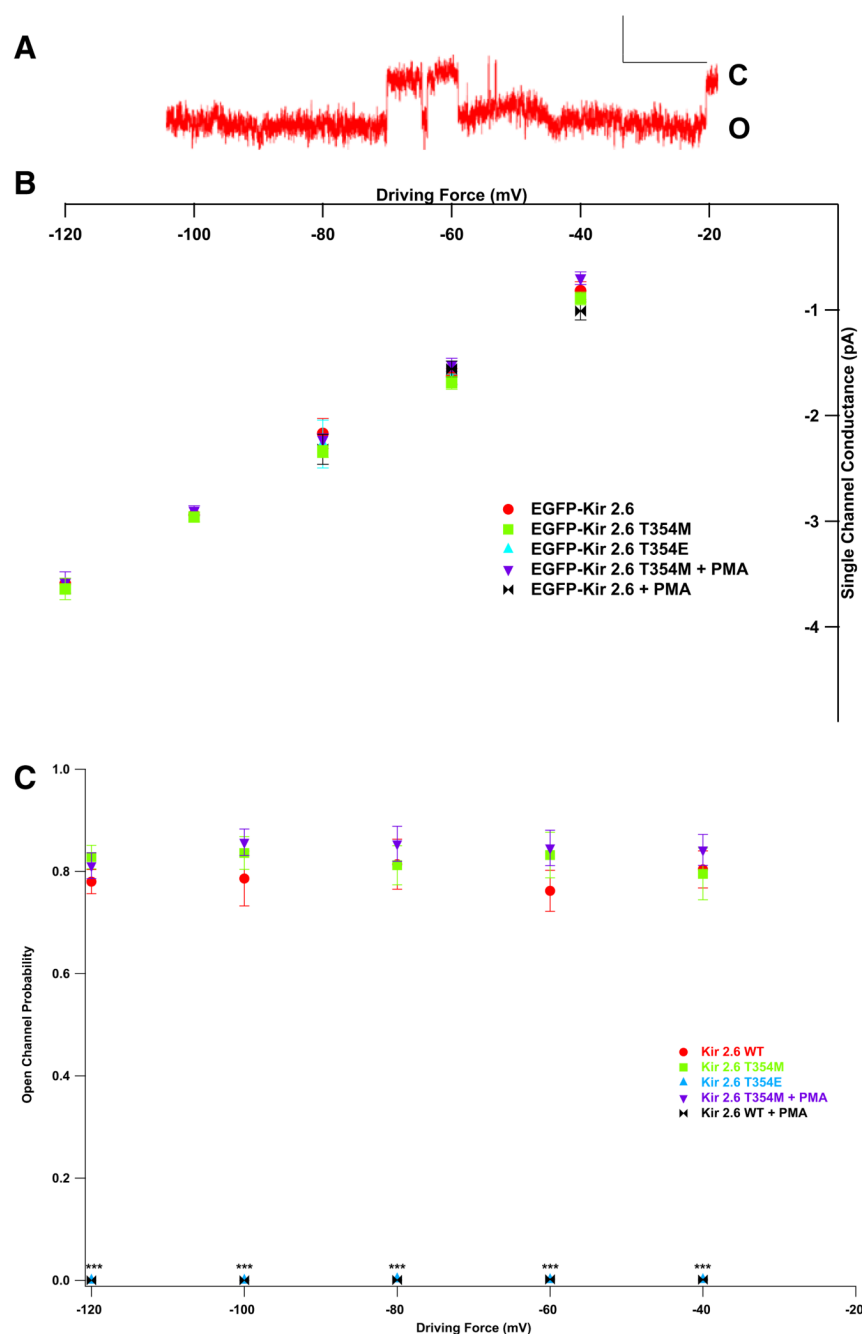 A
C
O
B
Driving Force (mV)
-120 -100 -80 -60 -40 -20
-1
-2
-3
-4
Single Channel Conductance (pA)
EGFP-Kir 2.6
EGFP-Kir 2.6 T354M
EGFP-Kir 2.6 T354E
EGFP-Kir 2.6 T354M + PMA
EGFP-Kir 2.6 + PMA
C
1.0
0.8
0.6
0.4
0.2
0.0
Open Channel Probability
Kir 2.6 WT
Kir 2.6 T354M
Kir 2.6 T354E
Kir 2.6 T354M + PMA
Kir 2.6 WT + PMA
*** *** *** *** ***
-120 -100 -80 -60 -40 -20
Driving Force (mV)